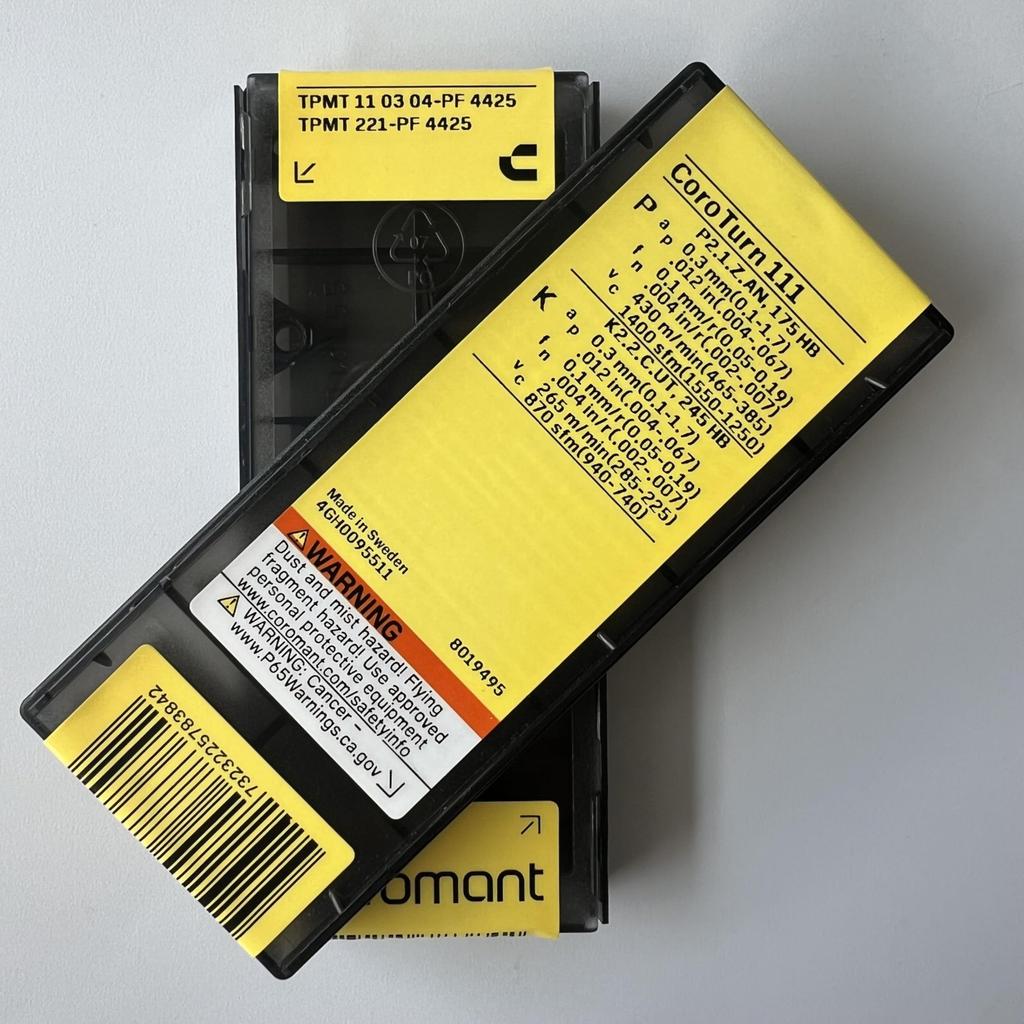 TPMT 11 03 04-PF 4425
TPMT 221-PF 4425
07
CoroTurn 111
P P2.1.Z.AN, 175 HB
ap 0.3 mm(0.1-1.7)
.012 in(.004-.067)
fn 0.1 mm/r(0.05-0.19)
.004 in/r(.002-.007)
vc 430 m/min(465-385)
1400 sfm(1550-1250)
K K2.2.C.UT, 245 HB
ap 0.3 mm(0.1-1.7)
.012 in(.004-.067)
fn 0.1 mm/r(0.05-0.19)
.004 in/r(.002-.007)
vc 265 m/min(285-225)
870 sfm(940-740)
Made in Sweden
4GH0095511
8019495
WARNING
Dust and mist hazard! Flying
fragment hazard! Use approved
personal protective equipment
www.coromant.com/safetyinfo
WARNING: Cancer –
www.P65Warnings.ca.gov
7323225783842
omant